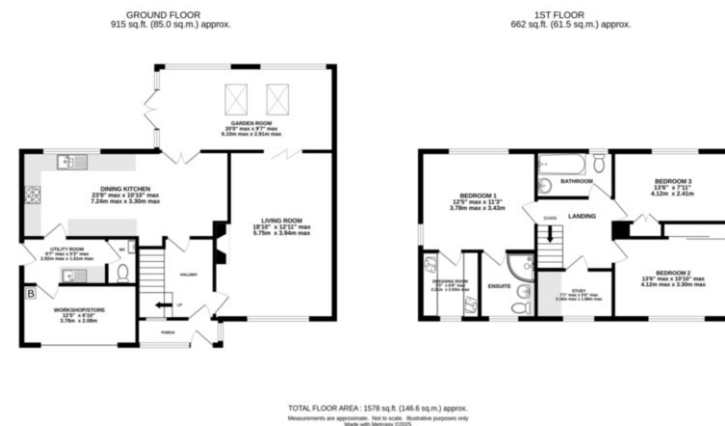 GROUND FLOOR
915 sq.ft. (85.0 sq.m.) approx.
1ST FLOOR
662 sq.ft. (61.5 sq.m.) approx.
GARDEN ROOM
20'0" max x 9'7" max
6.10m max x 2.91m max
DINING KITCHEN
23'9" max x 10'10" max
7.24m max x 3.30m max
LIVING ROOM
18'10" x 12'11" max
5.75m x 3.94m max
UTILITY ROOM
WC
HALLWAY
UP
B
WORKSHOP/STORE
12'5" x 6'10"
3.79m x 2.08m
PORCH
BEDROOM 1
12'5" max x 11'3"
3.78m max x 3.43m
BATHROOM
BEDROOM 3
13'6" x 7'11"
4.12m x 2.41m
DOWN
LANDING
DRESSING ROOM
ENSUITE
STUDY
BEDROOM 2
13'6" max x 10'10" max
4.12m max x 3.30m max
TOTAL FLOOR AREA : 1578 sq.ft. (146.6 sq.m.) approx.
Measurements are approximate. Not to scale. Illustrative purposes only
Made with Metropix ©2025